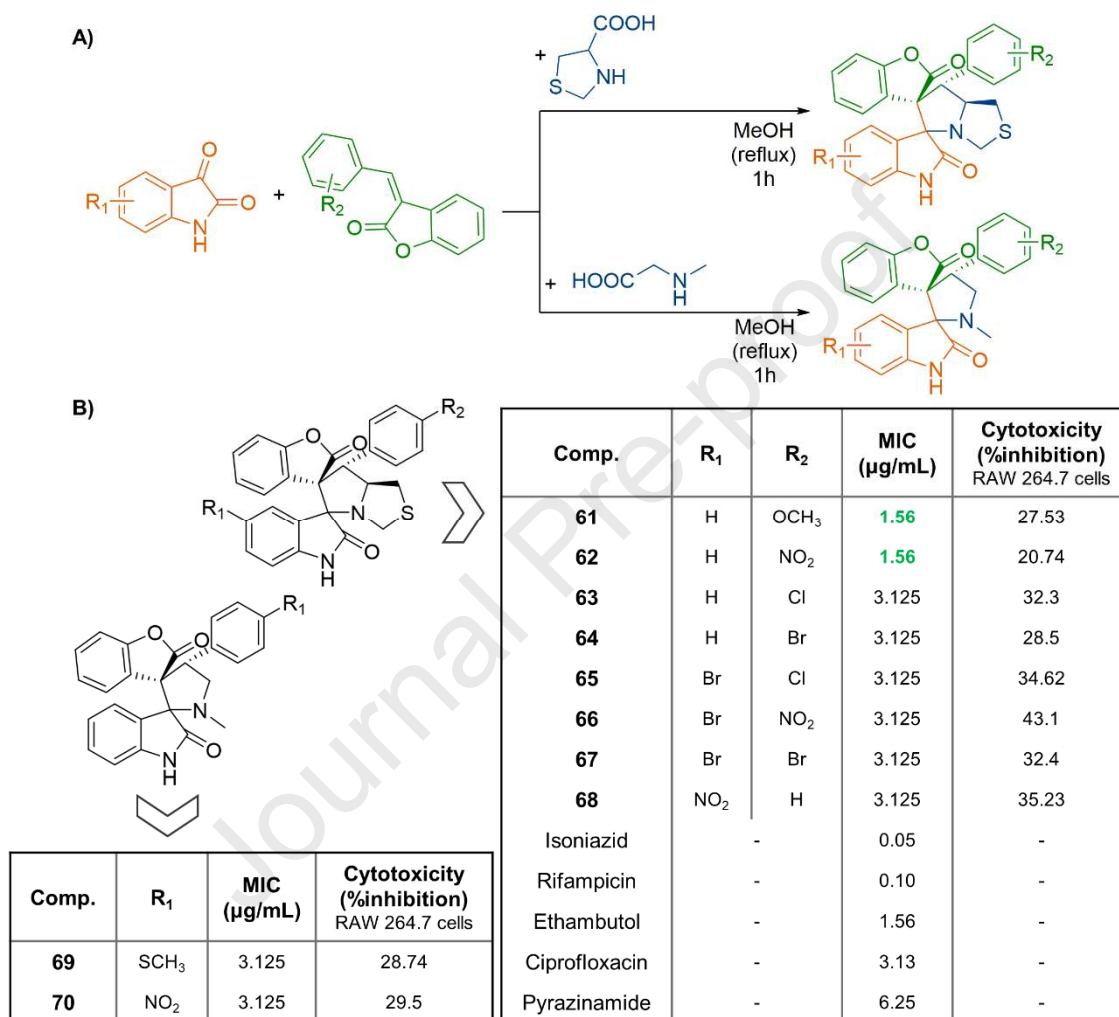 A)
COOH
+
S
NH
O
O
R2
N
S
R1
N
H
O
MeOH
(reflux)
1h
R1
O
O
N
H
+
R2
O
O
+ HOOC
N
H
MeOH
(reflux)
1h
O
O
R2
N
R1
N
H
O
B)
R2
O
O
R1
N
S
O
N
H
R1
O
O
N
O
N
H
Comp. R1 R2 MIC (µg/mL) Cytotoxicity (%inhibition) RAW 264.7 cells
61 H OCH3 1.56 27.53
62 H NO2 1.56 20.74
63 H Cl 3.125 32.3
64 H Br 3.125 28.5
65 Br Cl 3.125 34.62
66 Br NO2 3.125 43.1
67 Br Br 3.125 32.4
68 NO2 H 3.125 35.23
Isoniazid - 0.05 -
Rifampicin - 0.10 -
Ethambutol - 1.56 -
Ciprofloxacin - 3.13 -
Pyrazinamide - 6.25 -
Comp. R1 MIC (µg/mL) Cytotoxicity (%inhibition) RAW 264.7 cells
69 SCH3 3.125 28.74
70 NO2 3.125 29.5
Journal Pre-proof